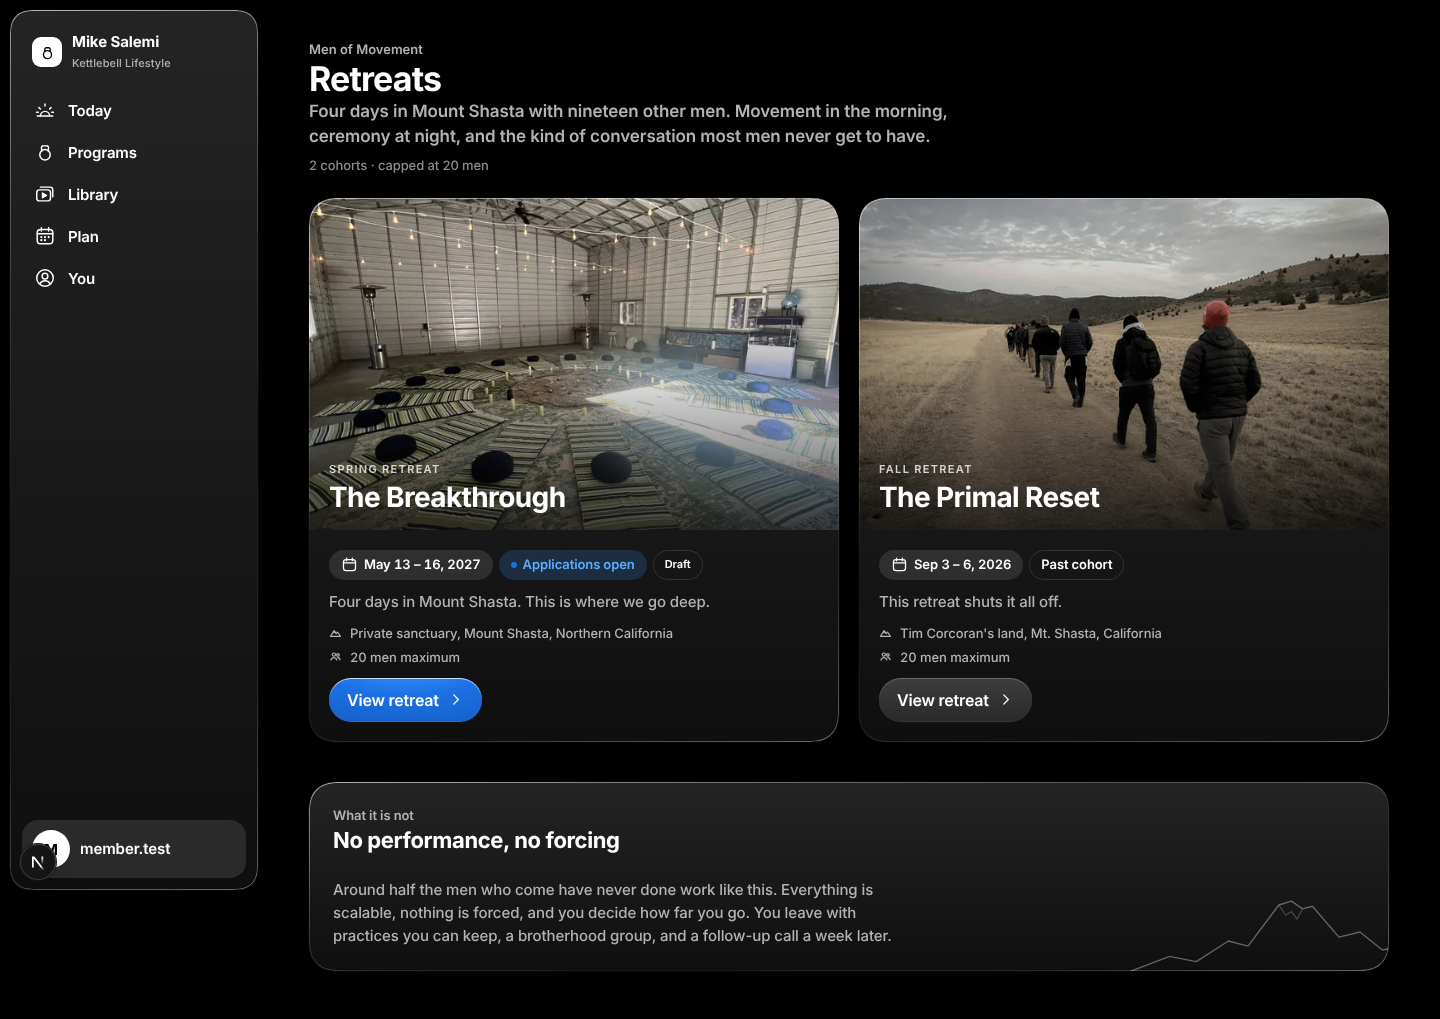 Mike Salemi
Kettlebell Lifestyle
Today
Programs
Library
Plan
You
member.test
Men of Movement
Retreats
Four days in Mount Shasta with nineteen other men. Movement in the morning,
ceremony at night, and the kind of conversation most men never get to have.
2 cohorts · capped at 20 men
SPRING RETREAT
The Breakthrough
May 13 – 16, 2027
Applications open
Draft
Four days in Mount Shasta. This is where we go deep.
Private sanctuary, Mount Shasta, Northern California
20 men maximum
View retreat
FALL RETREAT
The Primal Reset
Sep 3 – 6, 2026
Past cohort
This retreat shuts it all off.
Tim Corcoran's land, Mt. Shasta, California
20 men maximum
View retreat
What it is not
No performance, no forcing
Around half the men who come have never done work like this. Everything is
scalable, nothing is forced, and you decide how far you go. You leave with
practices you can keep, a brotherhood group, and a follow-up call a week later.